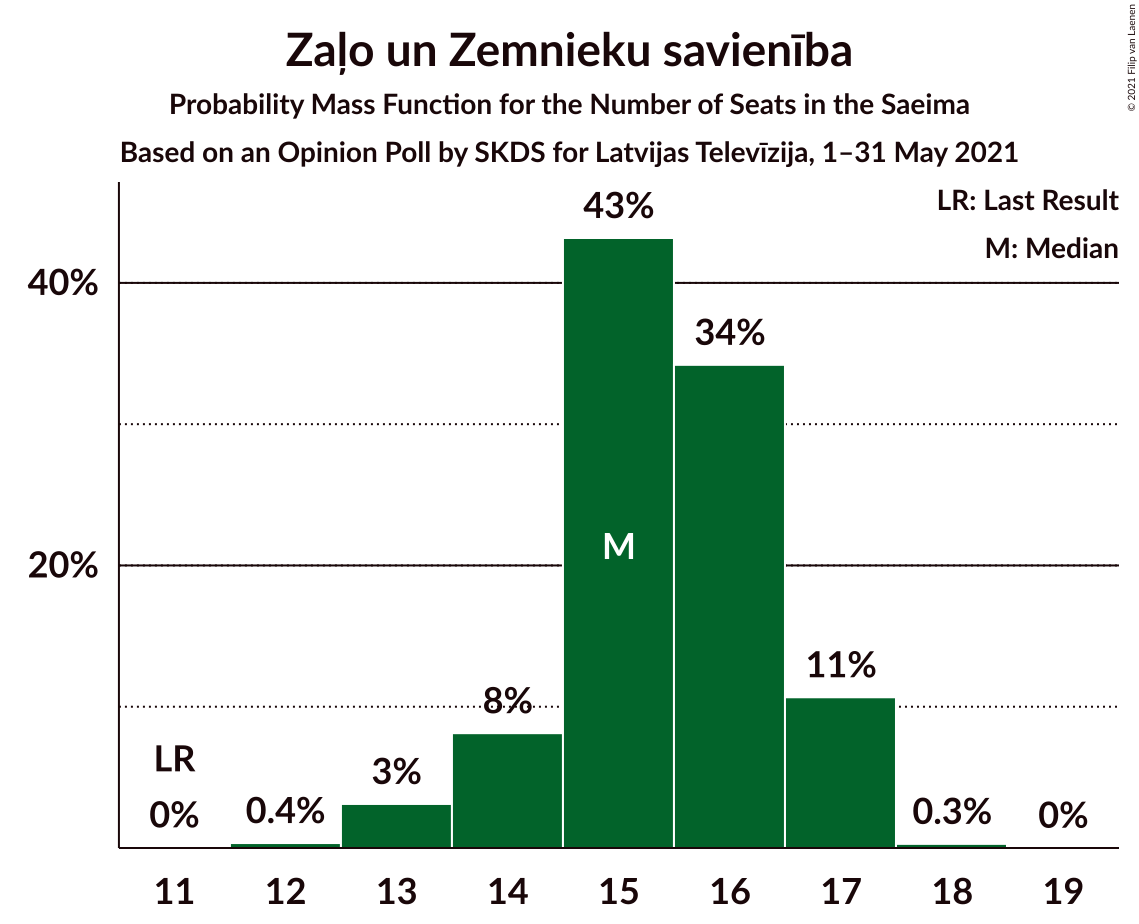 Zaļo un Zemnieku savienība
Probability Mass Function for the Number of Seats in the Saeima
Based on an Opinion Poll by SKDS for Latvijas Televīzija, 1–31 May 2021
© 2021 Filip van Laenen
LR: Last Result
M: Median
43%
40%
34%
M
20%
11%
8%
LR
3%
0%
0.4%
0.3%
0%
11 12 13 14 15 16 17 18 19